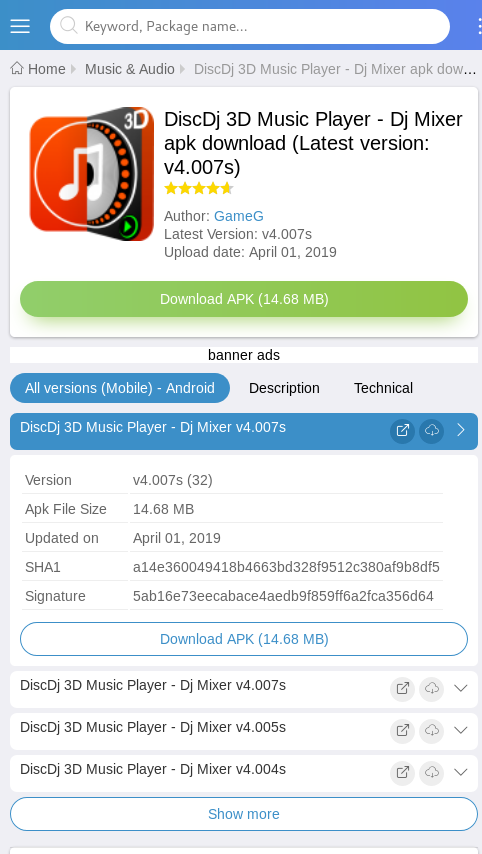 Keyword, Package name...
Home Music & Audio DiscDj 3D Music Player - Dj Mixer apk dow...
3D
DiscDj 3D Music Player - Dj Mixer
apk download (Latest version:
v4.007s)
Author: GameG
Latest Version: v4.007s
Upload date: April 01, 2019
Download APK (14.68 MB)
banner ads
All versions (Mobile) - Android Description Technical
DiscDj 3D Music Player - Dj Mixer v4.007s
Version v4.007s (32)
Apk File Size 14.68 MB
Updated on April 01, 2019
SHA1 a14e360049418b4663bd328f9512c380af9b8df5
Signature 5ab16e73eecabace4aedb9f859ff6a2fca356d64
Download APK (14.68 MB)
DiscDj 3D Music Player - Dj Mixer v4.007s
DiscDj 3D Music Player - Dj Mixer v4.005s
DiscDj 3D Music Player - Dj Mixer v4.004s
Show more